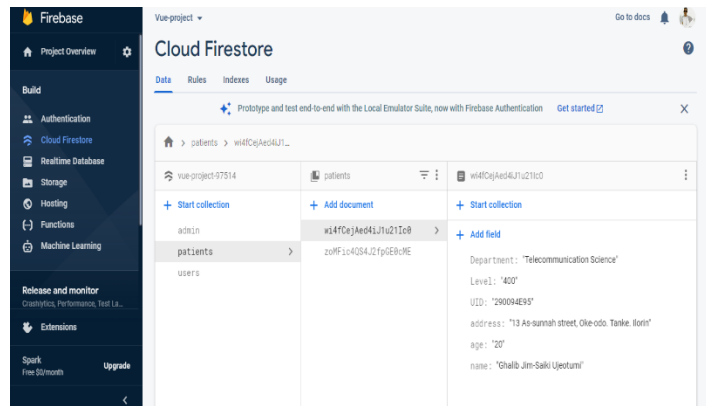 Firebase
Vue-project
Go to docs
Project Overview
Cloud Firestore
Build
Data Rules Indexes Usage
Prototype and test end-to-end with the Local Emulator Suite, now with Firebase Authentication Get started
Authentication
Cloud Firestore
Realtime Database
Storage
Hosting
Functions
Machine Learning
Release and monitor
Crashlytics, Performance, Test La...
Extensions
Spark
Free $0/month
Upgrade
> patients > wi4fCejAed4iJ1...
vue-project-97514
+ Start collection
admin
patients
users
patients
+ Add document
wi4fCejAed4iJ1u21Ic0
zoMFic4QS4J2fpGE0cME
wi4fCejAed4iJ1u21Ic0
+ Start collection
+ Add field
Department: "Telecommunication Science"
Level: "400"
UID: "290094E95"
address: "13 As-sunnah street, Oke-odo. Tanke. Ilorin"
age: "20"
name: "Ghalib Jim-Saiki Ujeotumi"